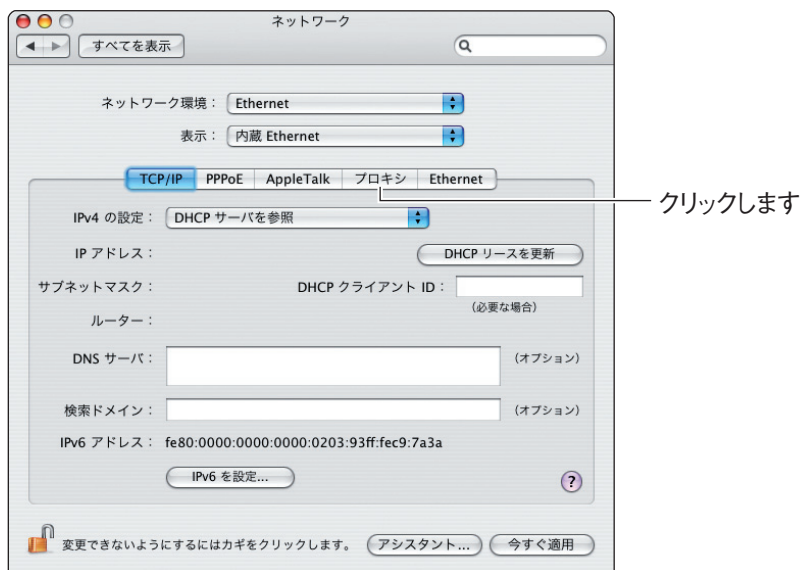 ネットワーク
すべてを表示
ネットワーク環境： Ethernet
表示： 内蔵 Ethernet
TCP/IP PPPoE AppleTalk プロキシ Ethernet
クリックします
IPv4 の設定： DHCP サーバを参照
IP アドレス： DHCP リースを更新
サブネットマスク： DHCP クライアント ID：
（必要な場合）
ルーター：
DNS サーバ： （オプション）
検索ドメイン： （オプション）
IPv6 アドレス： fe80:0000:0000:0000:0203:93ff:fec9:7a3a
IPv6 を設定...
?
変更できないようにするにはカギをクリックします。 アシスタント... 今すぐ適用